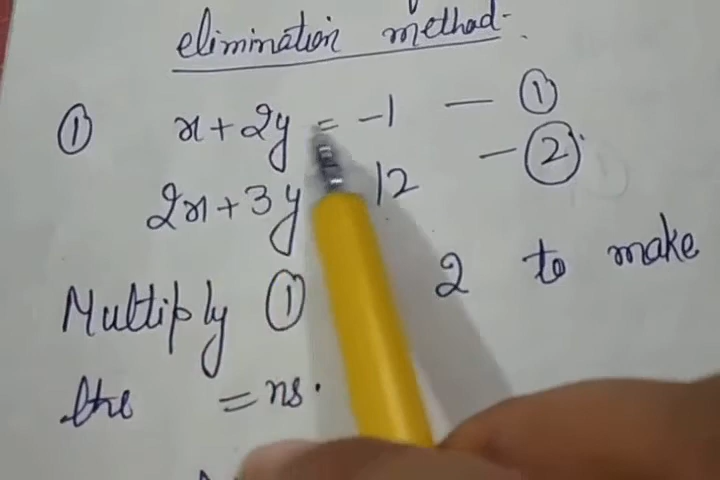 elimination method-:
① x + 2y = -1 — ①
2x + 3y 12 — ②
Multiply ① 2 to make
the = ns.